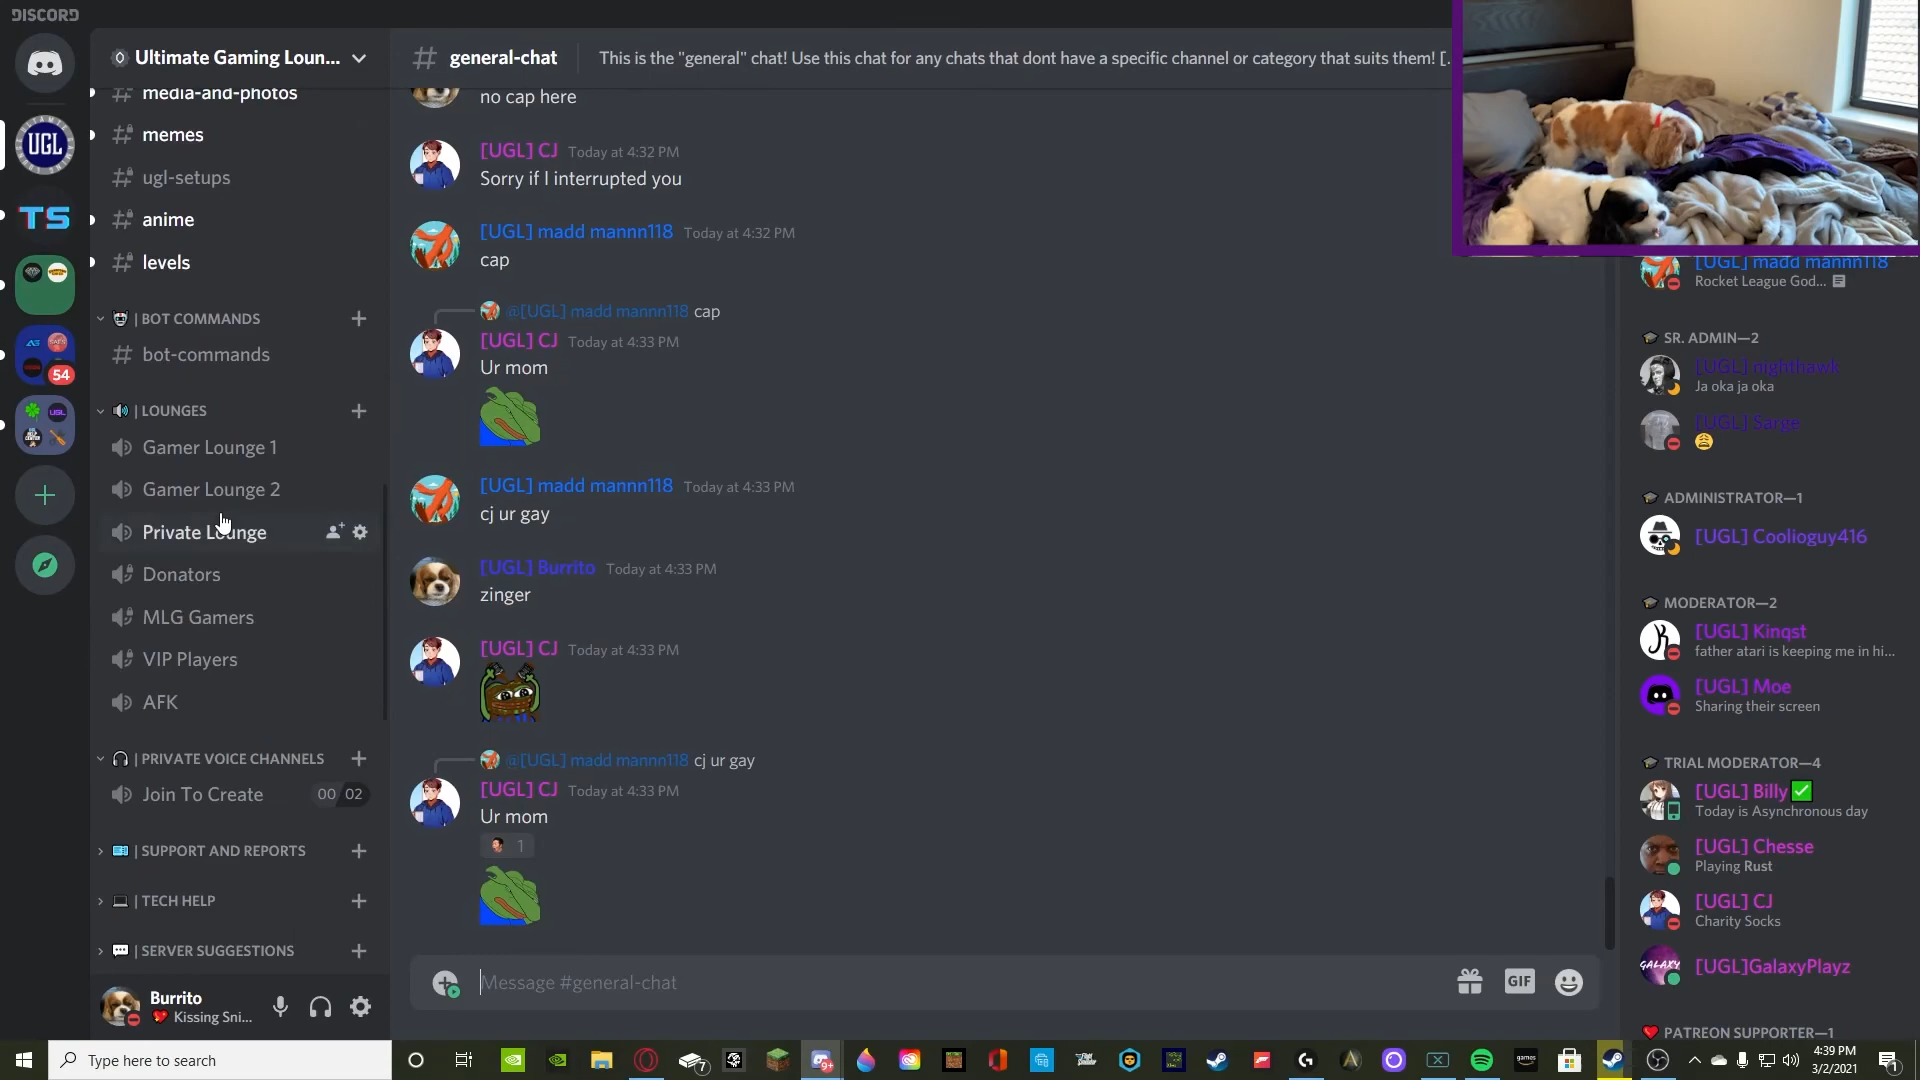 DISCORD
Ultimate Gaming Loun...
general-chat
This is the "general" chat! Use this chat for any chats that dont have a specific channel or category that suits them! [.
media-and-photos
memes
ugl-setups
anime
levels
| BOT COMMANDS
bot-commands
| LOUNGES
Gamer Lounge 1
Gamer Lounge 2
Private Lounge
Donators
MLG Gamers
VIP Players
AFK
| PRIVATE VOICE CHANNELS
Join To Create 00 02
| SUPPORT AND REPORTS
| TECH HELP
| SERVER SUGGESTIONS
Burrito
Kissing Sni...
UGL
TS
54
no cap here
[UGL] CJ Today at 4:32 PM
Sorry if I interrupted you
[UGL] madd mannn118 Today at 4:32 PM
cap
@[UGL] madd mannn118 cap
[UGL] CJ Today at 4:33 PM
Ur mom
[UGL] madd mannn118 Today at 4:33 PM
cj ur gay
[UGL] Burrito Today at 4:33 PM
zinger
[UGL] CJ Today at 4:33 PM
@[UGL] madd mannn118 cj ur gay
[UGL] CJ Today at 4:33 PM
Ur mom
1
Message #general-chat
GIF
[UGL] madd mannn118
Rocket League God...
SR. ADMIN—2
[UGL] nighthawk
Ja oka ja oka
[UGL] Sarge
ADMINISTRATOR—1
[UGL] Coolioguy416
MODERATOR—2
[UGL] Kinqst
father atari is keeping me in hi...
[UGL] Moe
Sharing their screen
TRIAL MODERATOR—4
[UGL] Billy
Today is Asynchronous day
[UGL] Chesse
Playing Rust
[UGL] CJ
Charity Socks
GALAXY
[UGL]GalaxyPlayz
PATREON SUPPORTER—1
Type here to search
7
9+
4:39 PM
3/2/2021
1